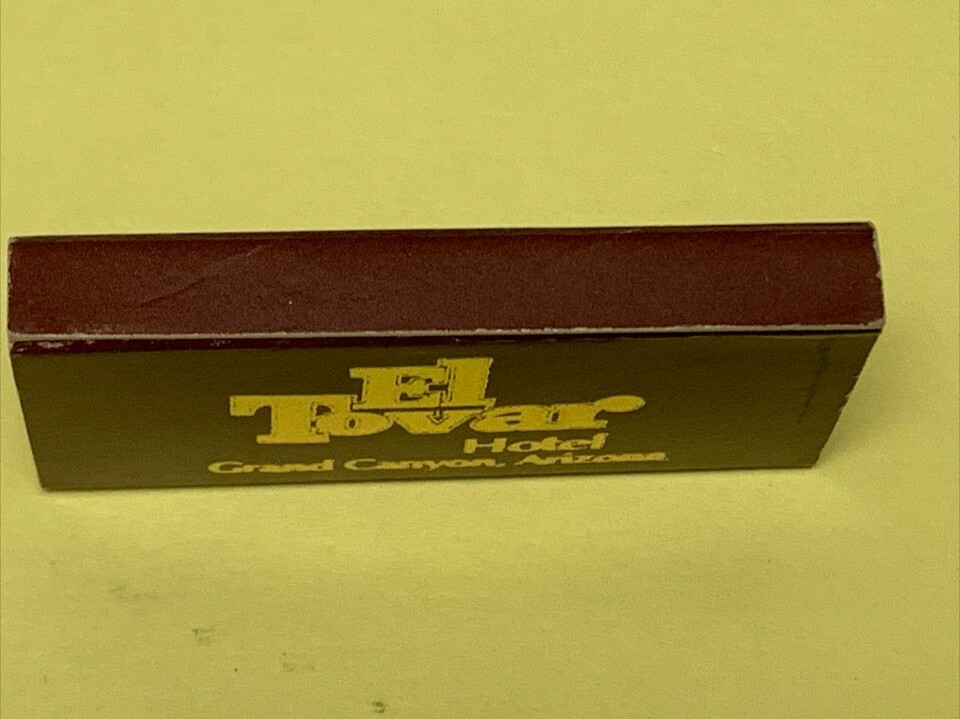 El
Tovar
Hotel
Grand Canyon, Arizona